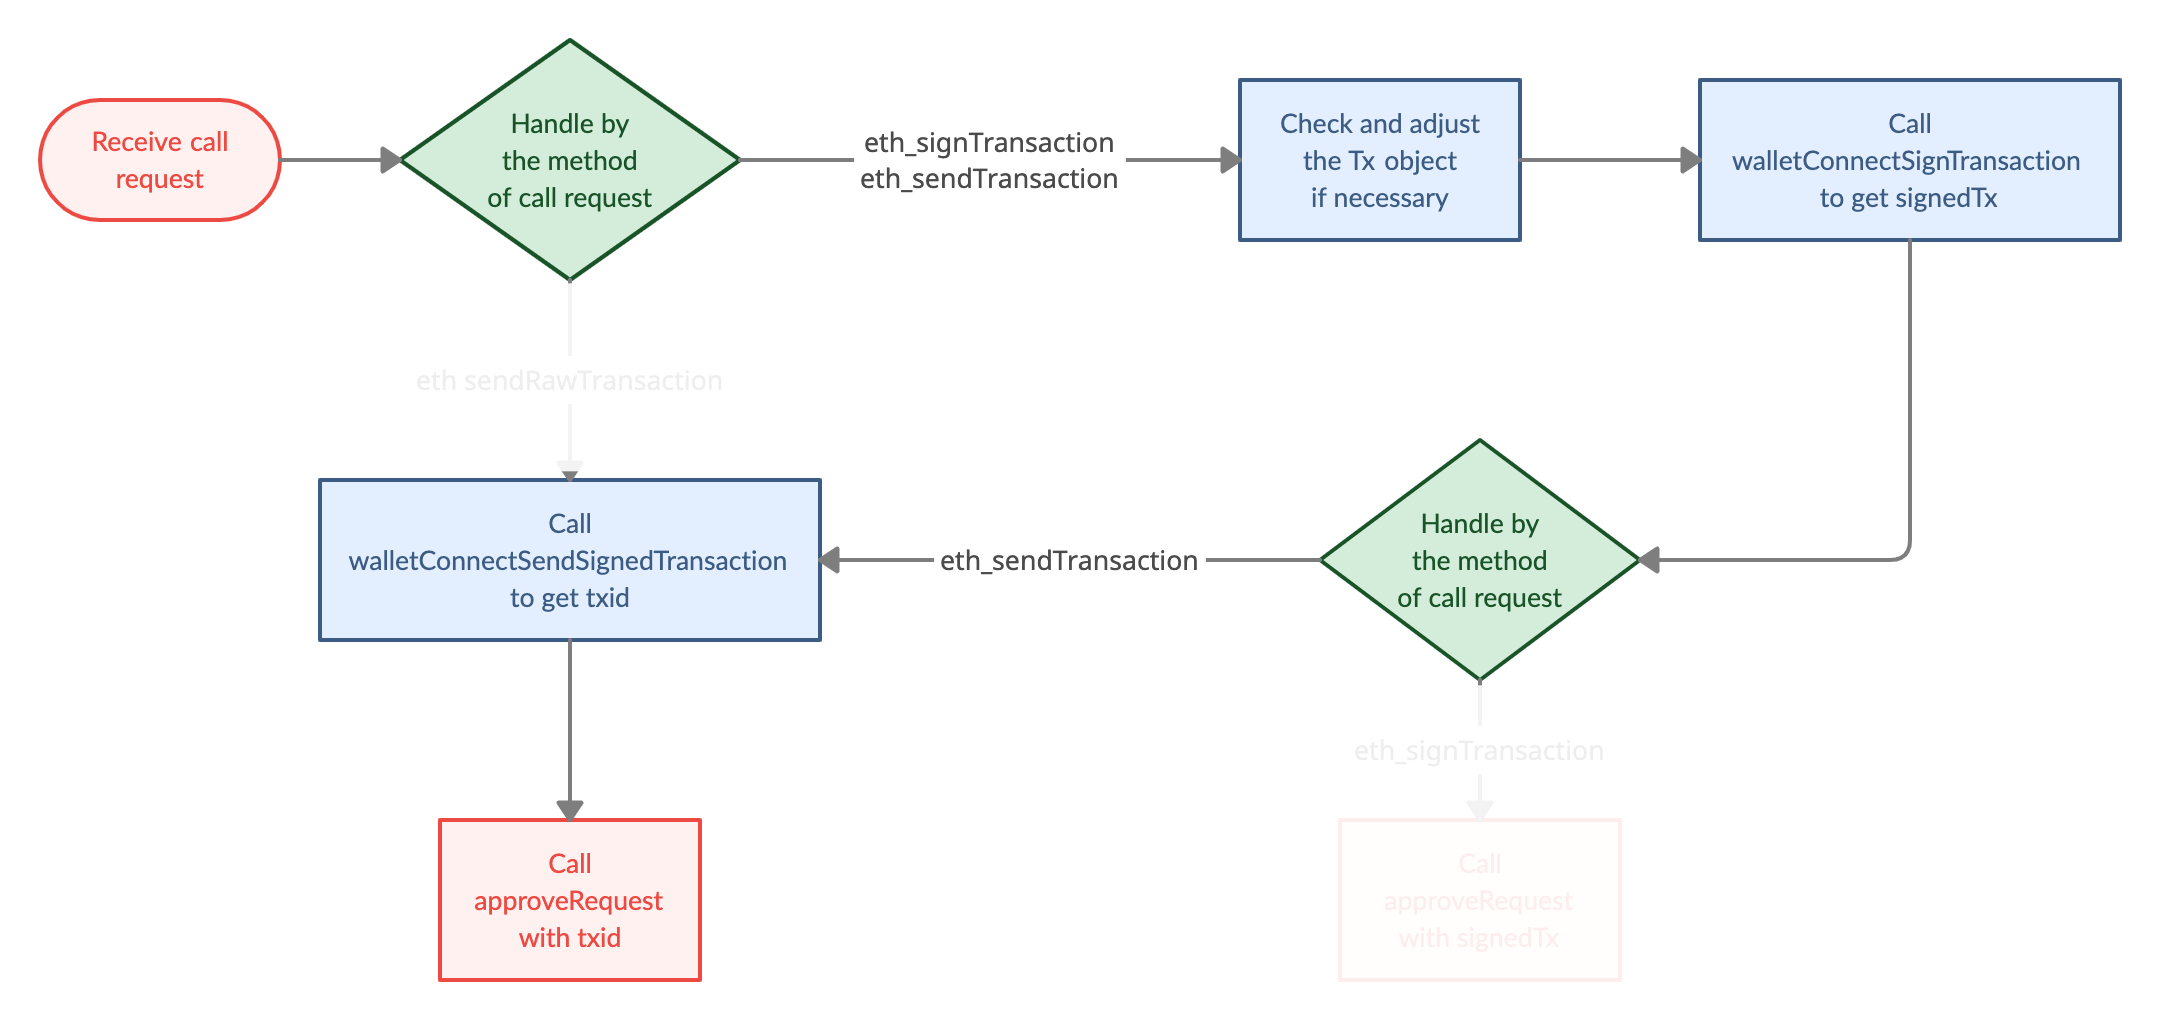 Receive call
request
Handle by
the method
of call request
eth_signTransaction
eth_sendTransaction
Check and adjust
the Tx object
if necessary
Call
walletConnectSignTransaction
to get signedTx
eth sendRawTransaction
Call
walletConnectSendSignedTransaction
to get txid
eth_sendTransaction
Handle by
the method
of call request
eth_signTransaction
Call
approveRequest
with txid
Call
approveRequest
with signedTx